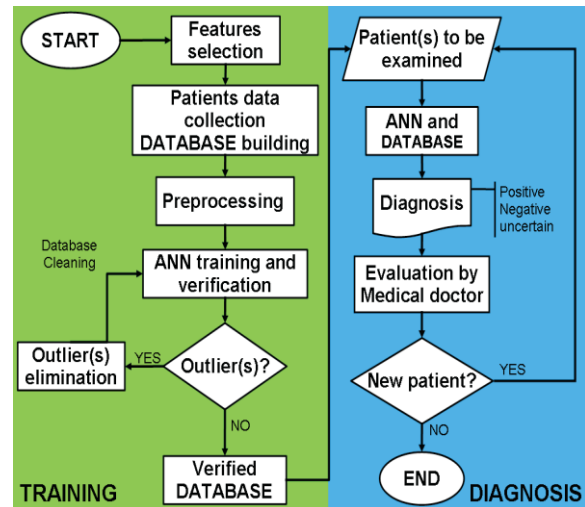 START
Features
selection
Patients data
collection
DATABASE building
Preprocessing
Database
Cleaning
ANN training and
verification
Outlier(s)
elimination
YES
Outlier(s)?
NO
Verified
DATABASE
TRAINING
Patient(s) to be
examined
ANN and
DATABASE
Diagnosis
Positive
Negative
uncertain
Evaluation by
Medical doctor
New patient?
YES
NO
END
DIAGNOSIS